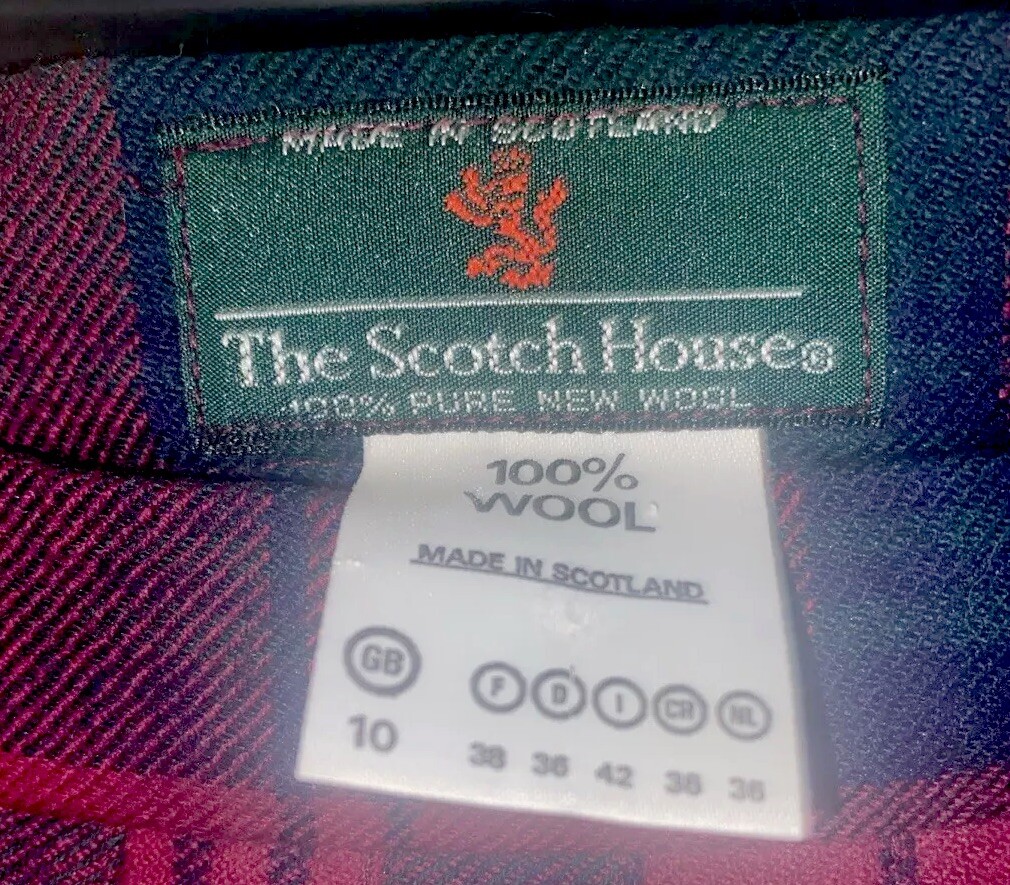 MADE IN SCOTLAND
The Scotch House®
100% PURE NEW WOOL
100%
WOOL
MADE IN SCOTLAND
GB F D I CR NL
10 38 36 42 36 36